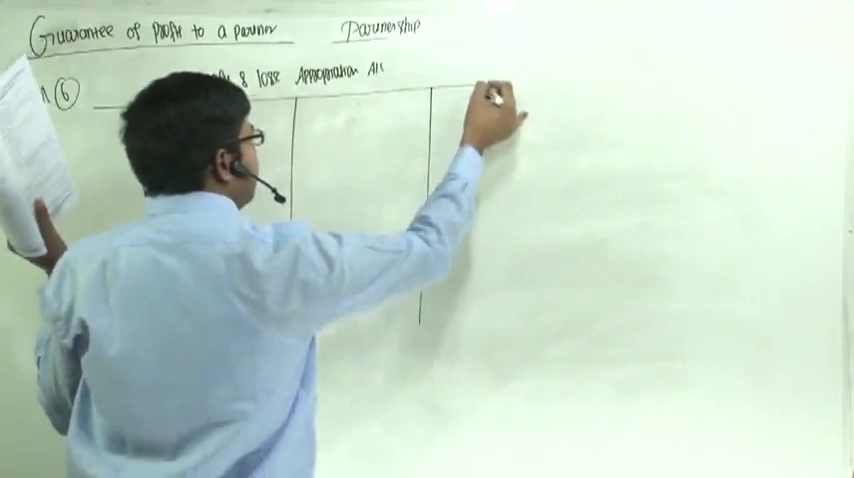 Guarantee of Profit to a partner Partnership
6 & loss Appropriation A/c